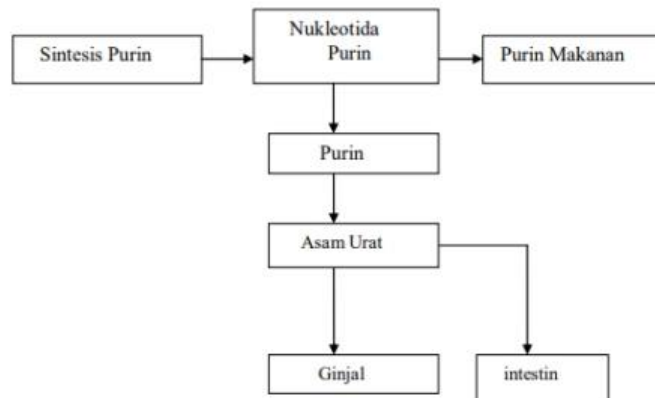 Sintesis Purin
Nukleotida
Purin
Purin Makanan
Purin
Asam Urat
Ginjal
intestin